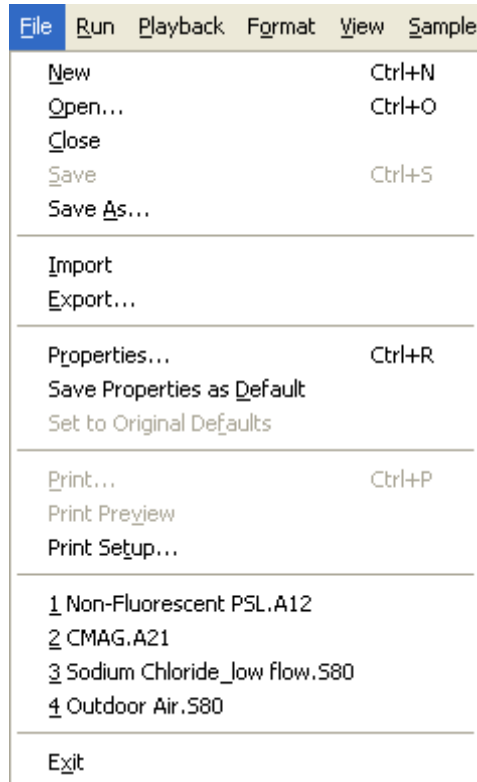 File Run Playback Format View Sample
New Ctrl+N
Open... Ctrl+O
Close
Save Ctrl+S
Save As...
Import
Export...
Properties... Ctrl+R
Save Properties as Default
Set to Original Defaults
Print... Ctrl+P
Print Preview
Print Setup...
1 Non-Fluorescent PSL.A12
2 CMAG.A21
3 Sodium Chloride_low flow.S80
4 Outdoor Air.S80
Exit